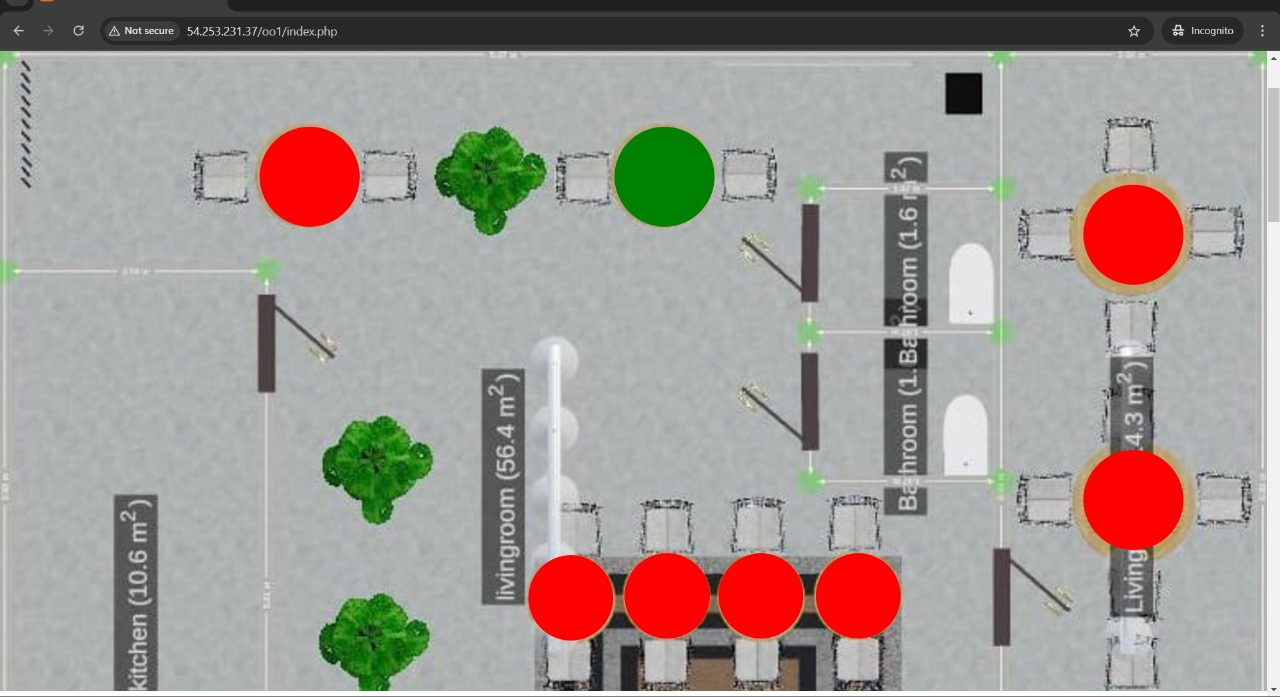 Not secure
54.253.231.37/oo1/index.php
Incognito
Bathroom (1.6 m²)
Bathroom (1.
livingroom (56.4 m²)
Living
4.3 m²)
kitchen (10.6 m²)